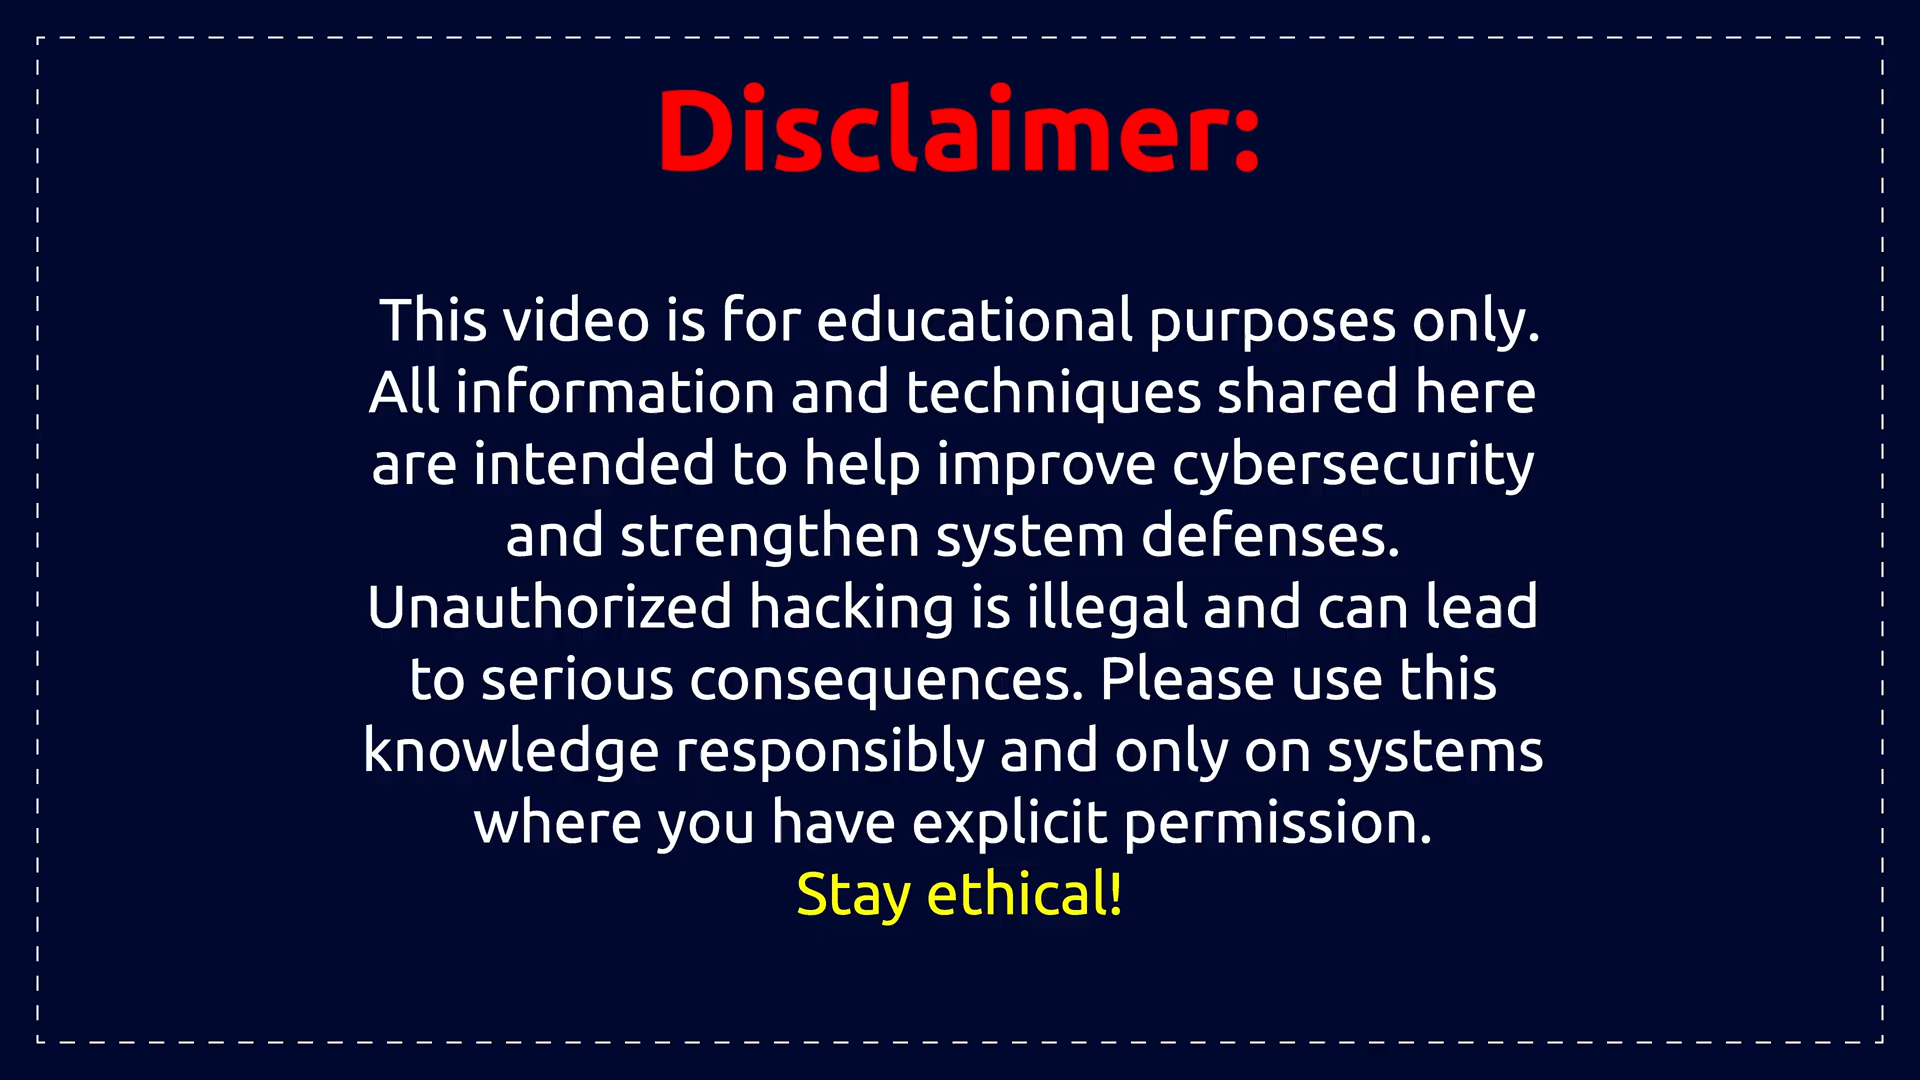 Disclaimer:
This video is for educational purposes only.
All information and techniques shared here
are intended to help improve cybersecurity
and strengthen system defenses.
Unauthorized hacking is illegal and can lead
to serious consequences. Please use this
knowledge responsibly and only on systems
where you have explicit permission.
Stay ethical!